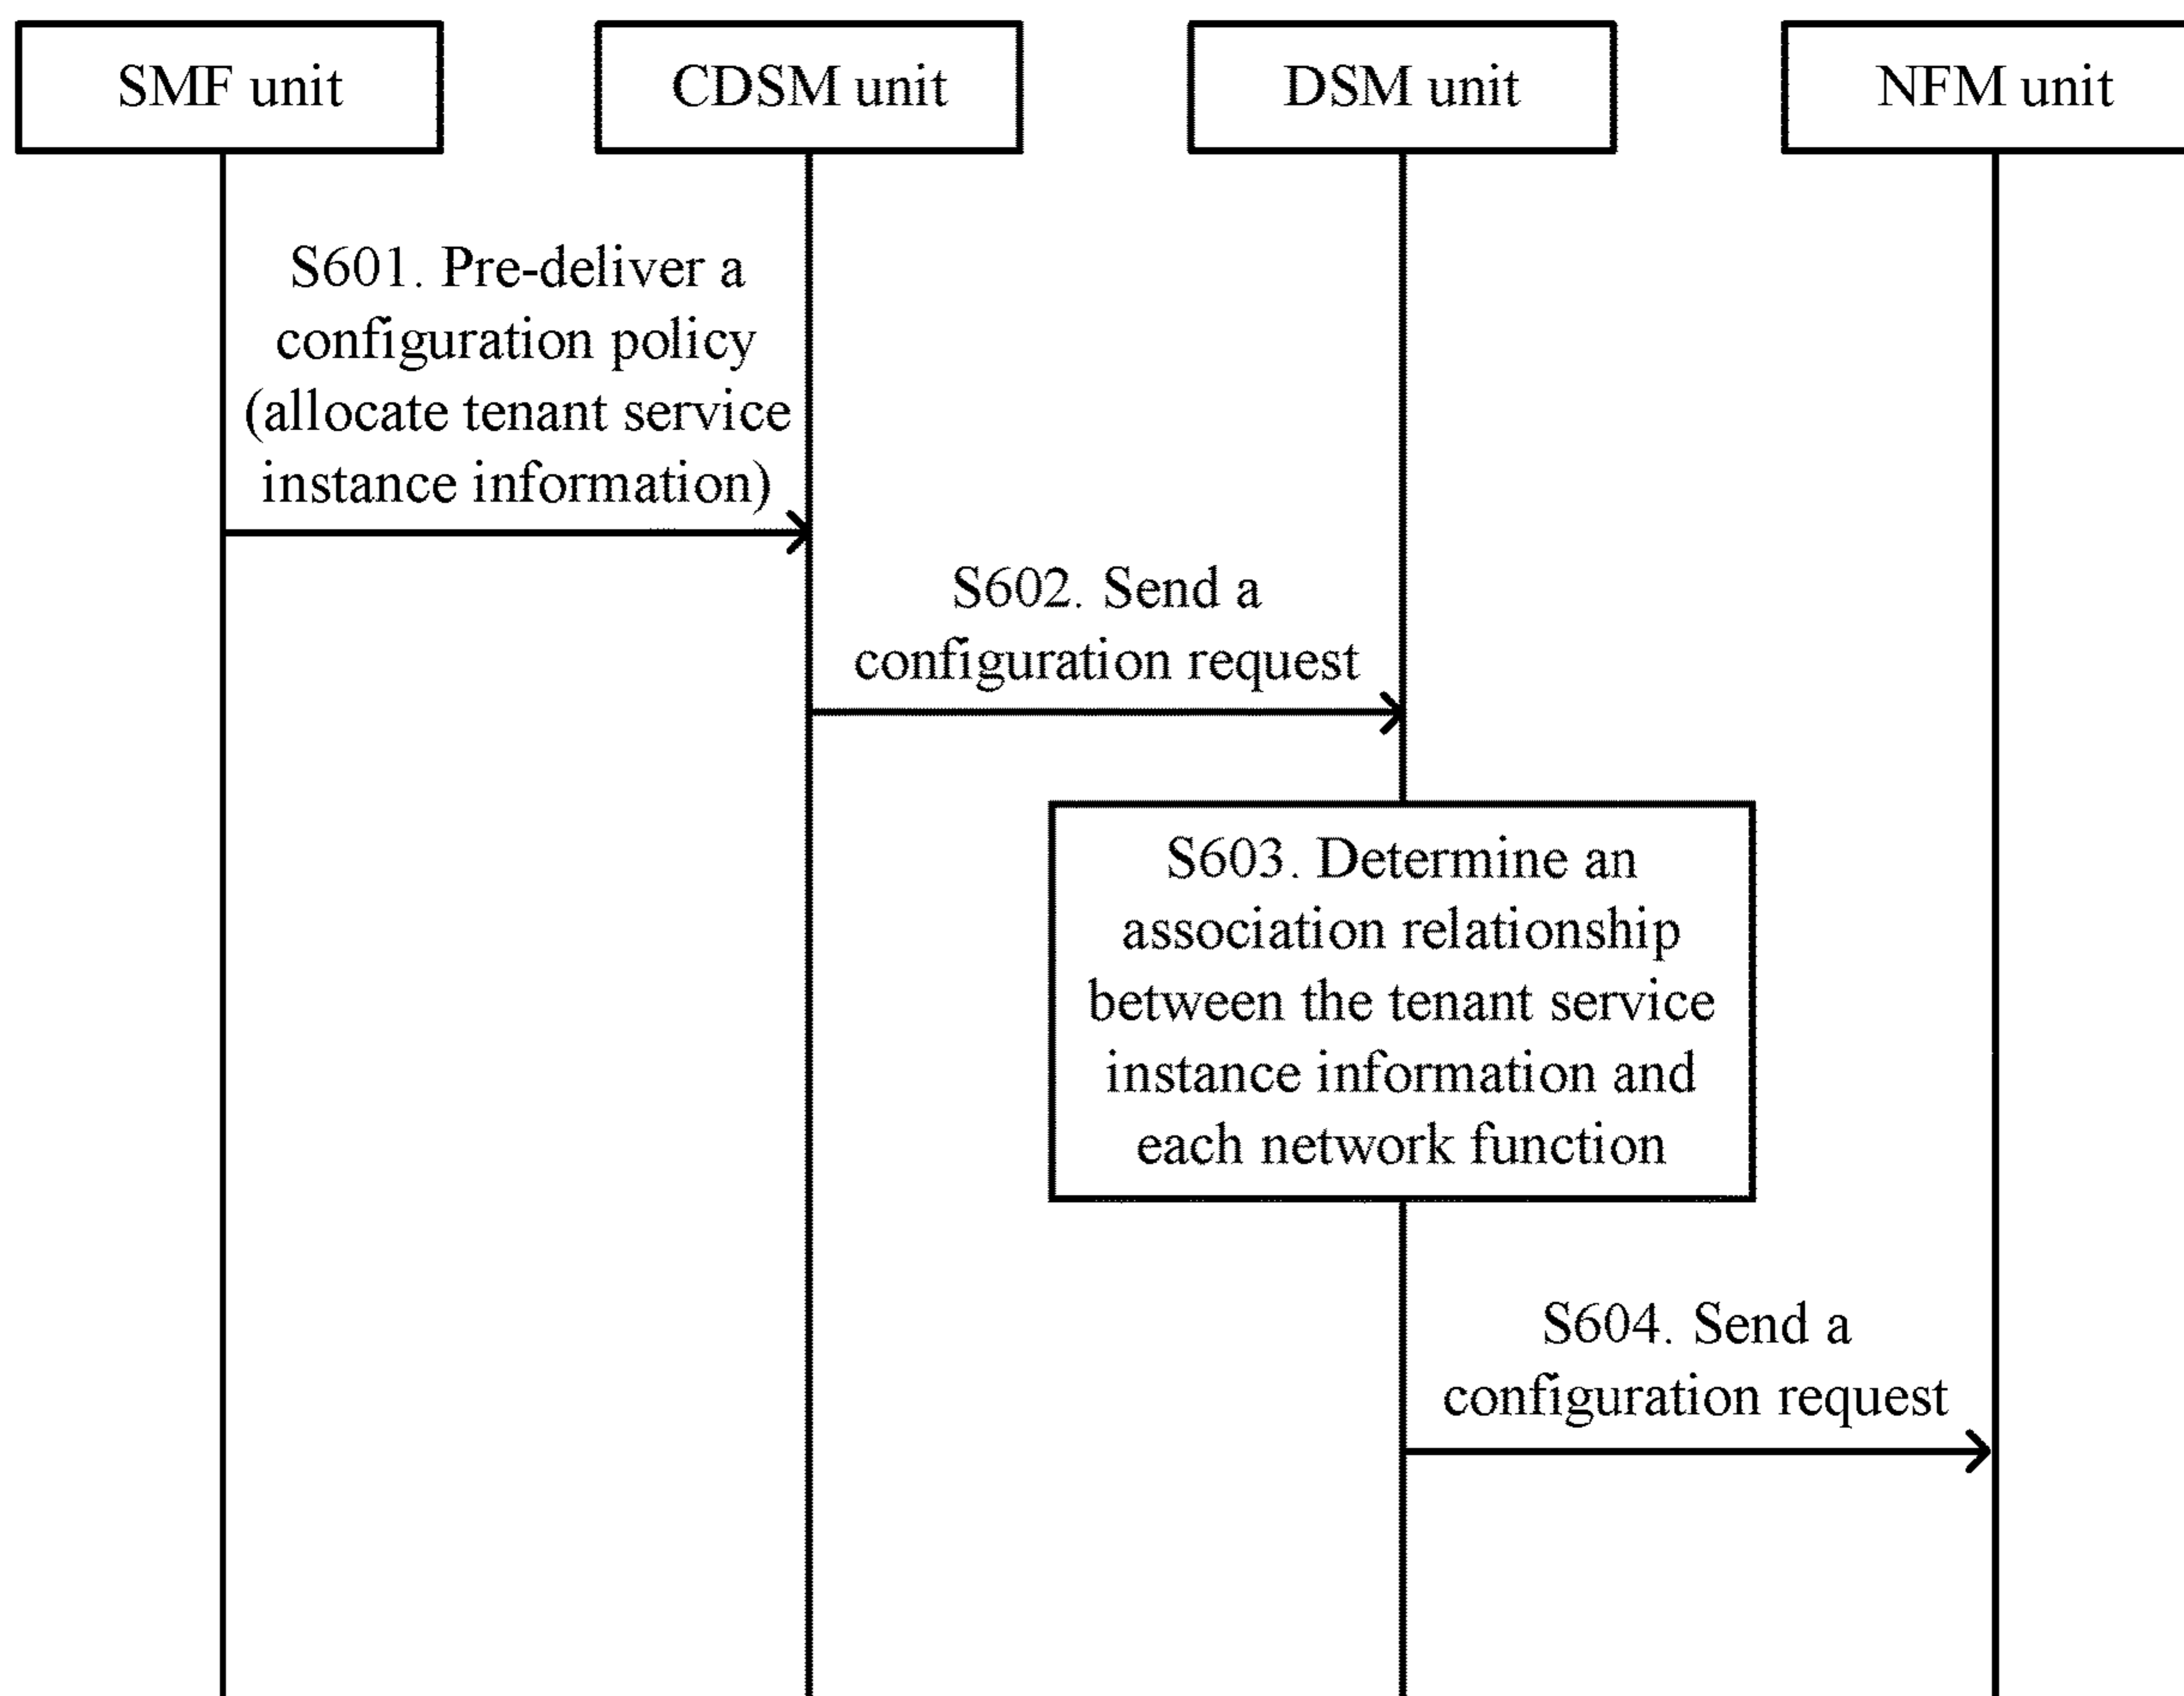 SMF unit
CDSM unit
DSM unit
NFM unit
S601. Pre-deliver a
configuration policy
(allocate tenant service
instance information)
S602. Send a
configuration request
S603. Determine an
association relationship
between the tenant service
instance information and
each network function
S604. Send a
configuration request